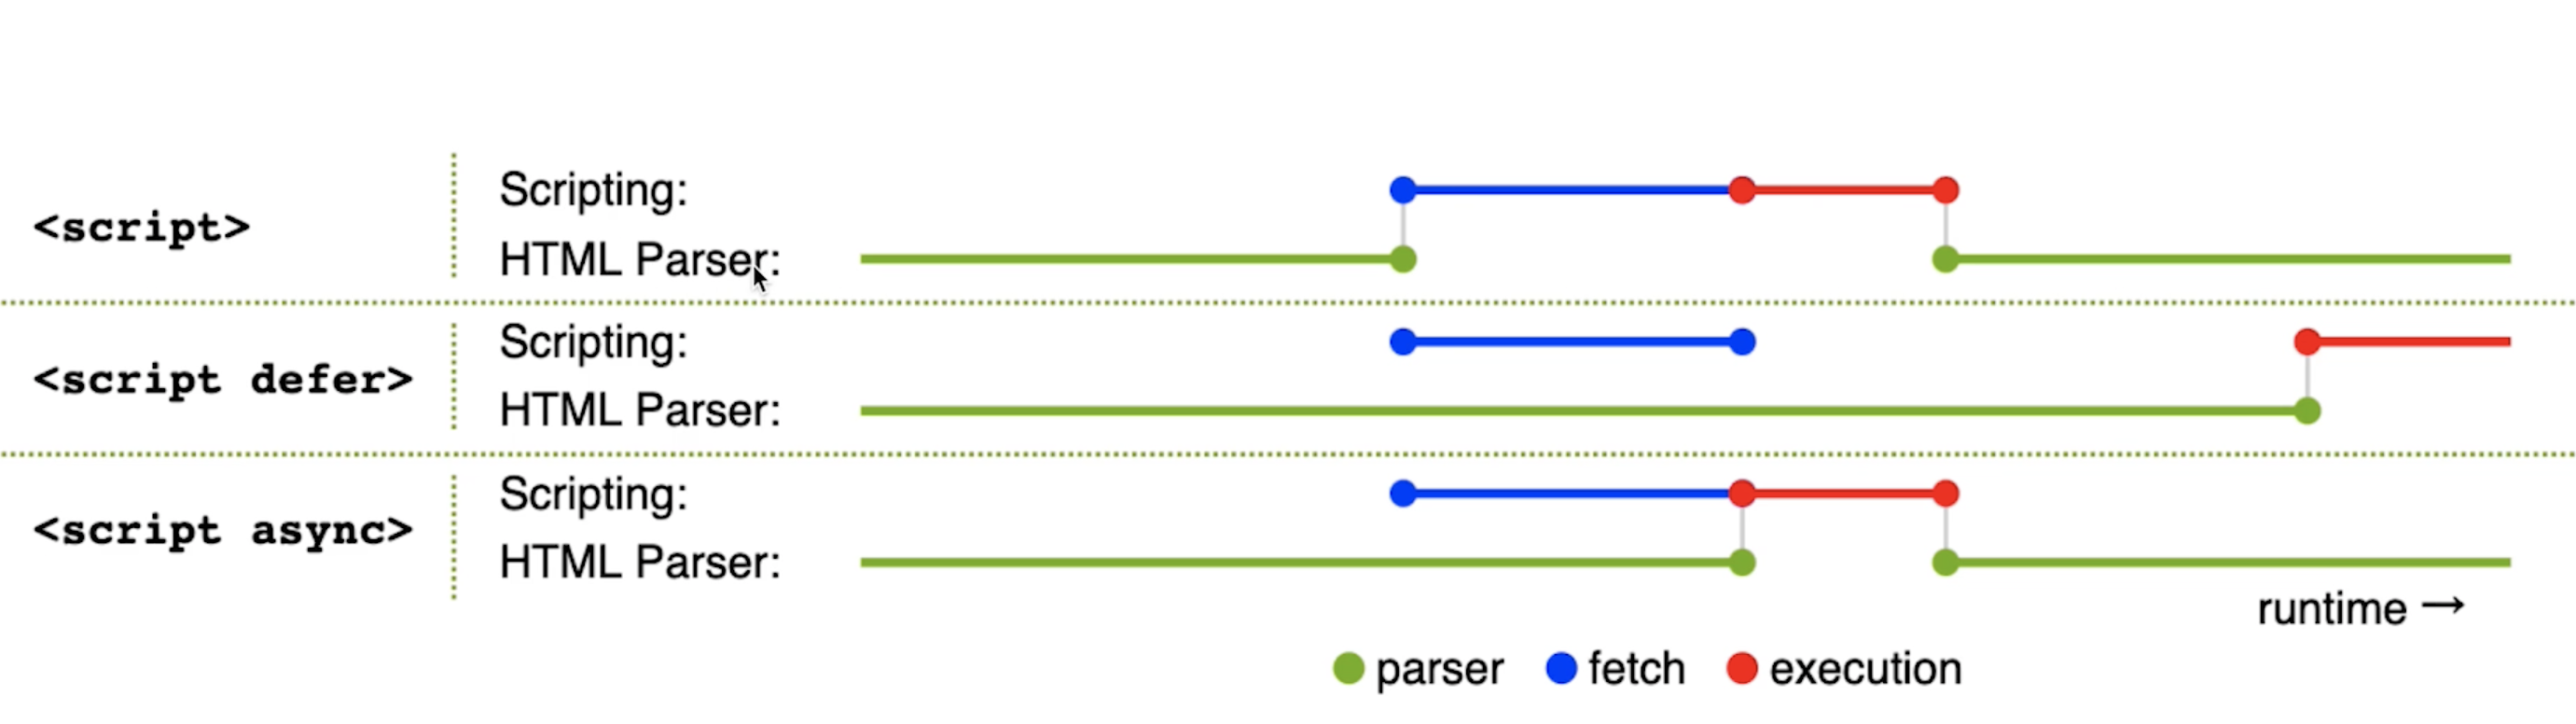 <script>
Scripting:
HTML Parser:
<script defer>
Scripting:
HTML Parser:
<script async>
Scripting:
HTML Parser:
runtime →
parser fetch execution